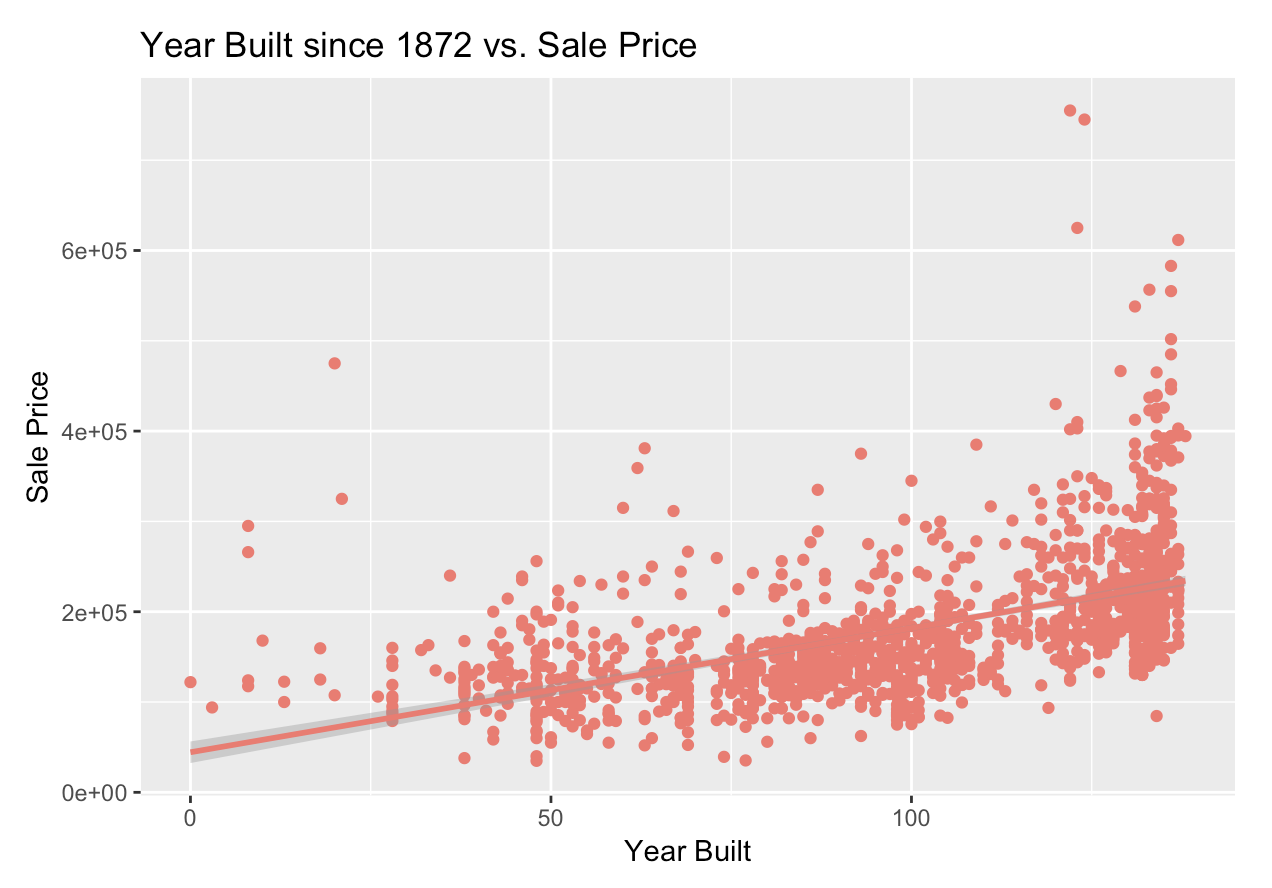 Year Built since 1872 vs. Sale Price
Sale Price
6e+05
4e+05
2e+05
0e+00
0 50 100
Year Built